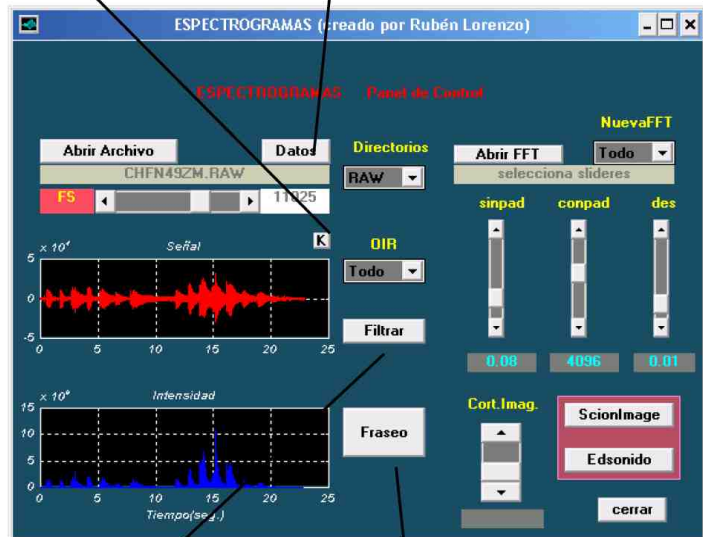 ESPECTROGRAMAS (creado por Rubén Lorenzo)
ESPECTROGRAMAS Panel de Control
NuevaFFT
Abrir Archivo Datos Directorios Abrir FFT Todo
CHFN49ZM.RAW RAW selecciona slideres
FS 11025 sinpad conpad des
x 10⁴ Señal K OIR
5 Todo
0
-5 Filtrar
0 5 10 15 20 25
0.08 4096 0.01
x 10⁹ Intensidad Cort.Imag.
15 ScionImage
10 Fraseo
5 Edsonido
0
0 5 10 15 20 25 cerrar
Tiempo(seg.)